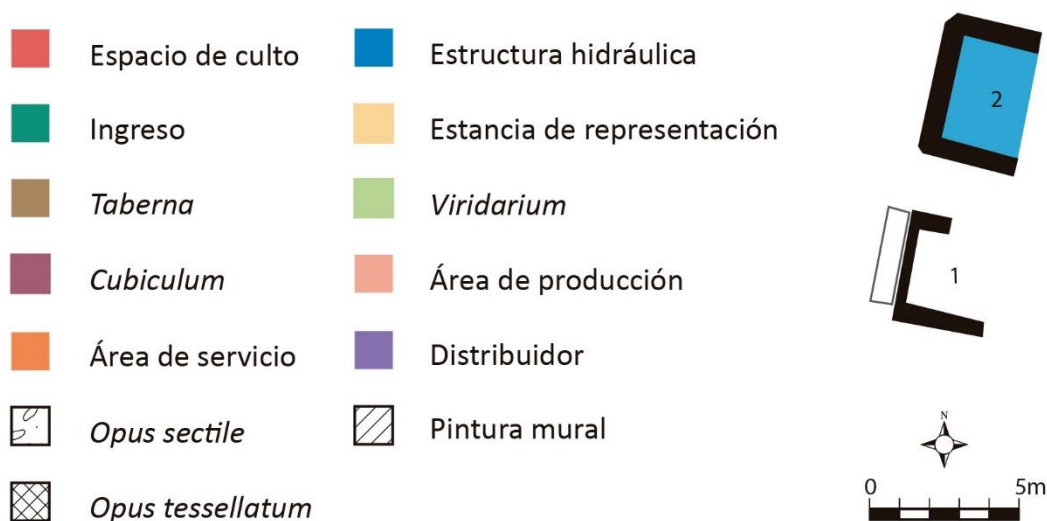 Espacio de culto
Ingreso
Taberna
Cubiculum
Área de servicio
Opus sectile
Opus tessellatum
Estructura hidráulica
Estancia de representación
Viridarium
Área de producción
Distribuidor
Pintura mural
2
1
N
0 5m